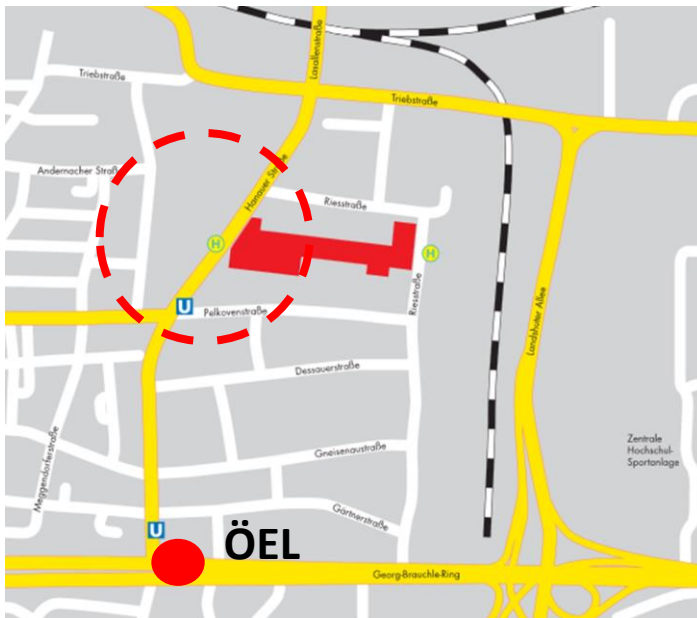 Lasallenstraße
Triebstraße
Triebstraße
Andernacher Straße
Hanauer Straße
Riesstraße
H
H
Riesstraße
U
Pelkovenstraße
Landshuter Allee
Dessauerstraße
Meggendorferstraße
Gneisenaustraße
Zentrale
Hochschul-
Sportanlage
Gärtnerstraße
U
ÖEL
Georg-Brauchle-Ring